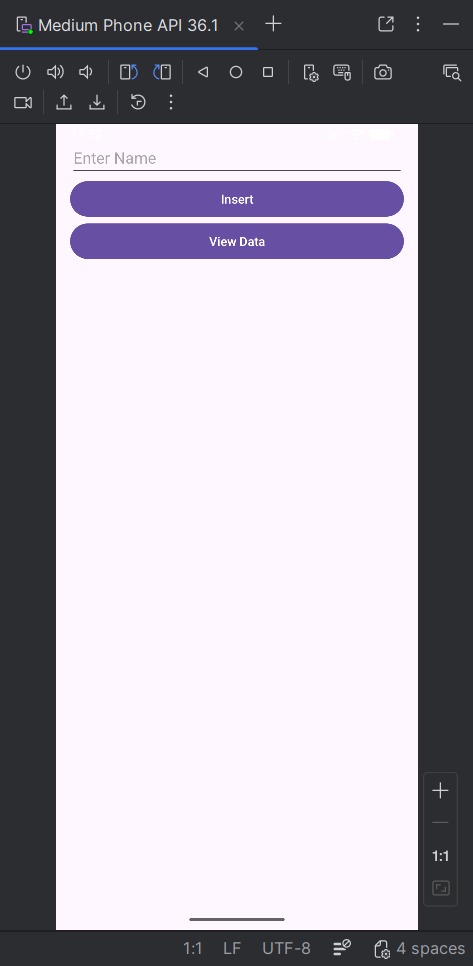 Medium Phone API 36.1
Enter Name
Insert
View Data
1:1
1:1 LF UTF-8 4 spaces